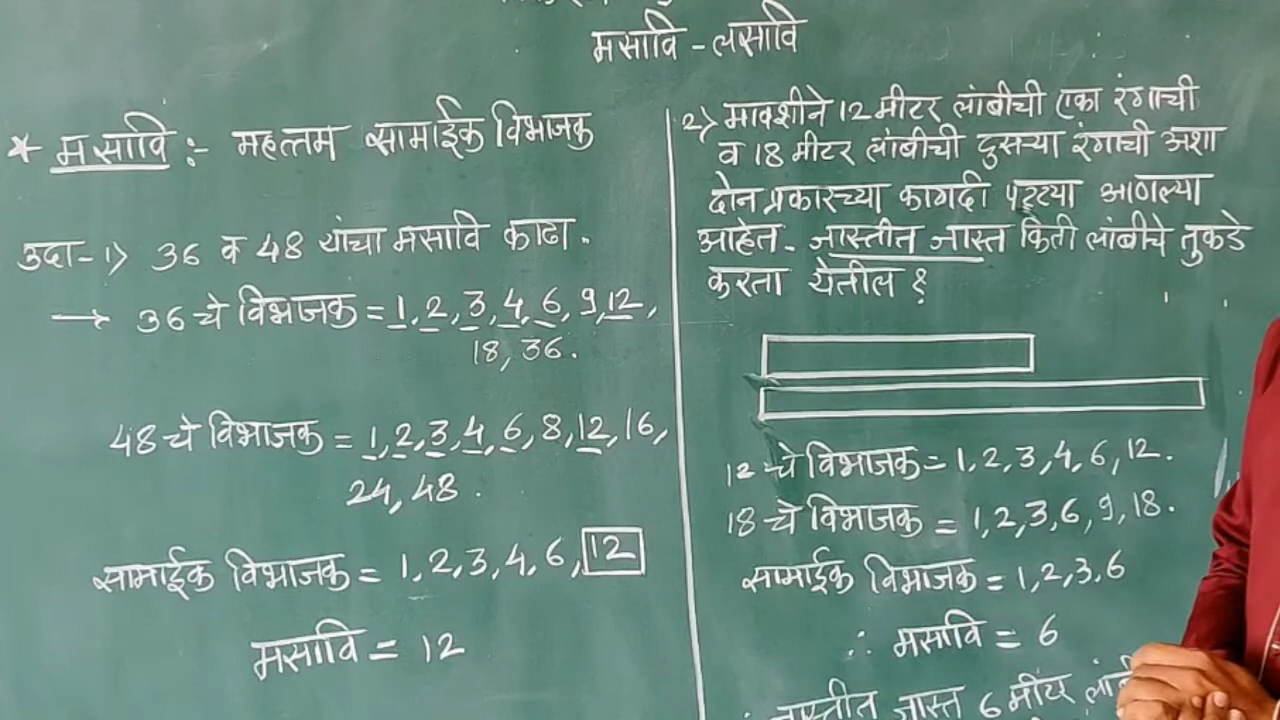 मसावि - लसावि
* मसावि :- महत्तम सामाईक विभाजक
उदा-1) 36 व 48 यांचा मसावि काढा.
→ 36 चे विभाजक = 1, 2, 3, 4, 6, 9, 12,
18, 36.
48 चे विभाजक = 1, 2, 3, 4, 6, 8, 12, 16,
24, 48.
सामाईक विभाजक = 1, 2, 3, 4, 6, 12
मसावि = 12
2) मावशीने 12 मीटर लांबीची एका रंगाची
व 18 मीटर लांबीची दुसऱ्या रंगाची अशा
दोन प्रकारच्या कागदी पट्ट्या आणल्या
आहेत. जास्तीत जास्त किती लांबीचे तुकडे
करता येतील ?
12 चे विभाजक = 1, 2, 3, 4, 6, 12.
18 चे विभाजक = 1, 2, 3, 6, 9, 18.
सामाईक विभाजक = 1, 2, 3, 6
∴ मसावि = 6
∴ जास्तीत जास्त 6 मीटर